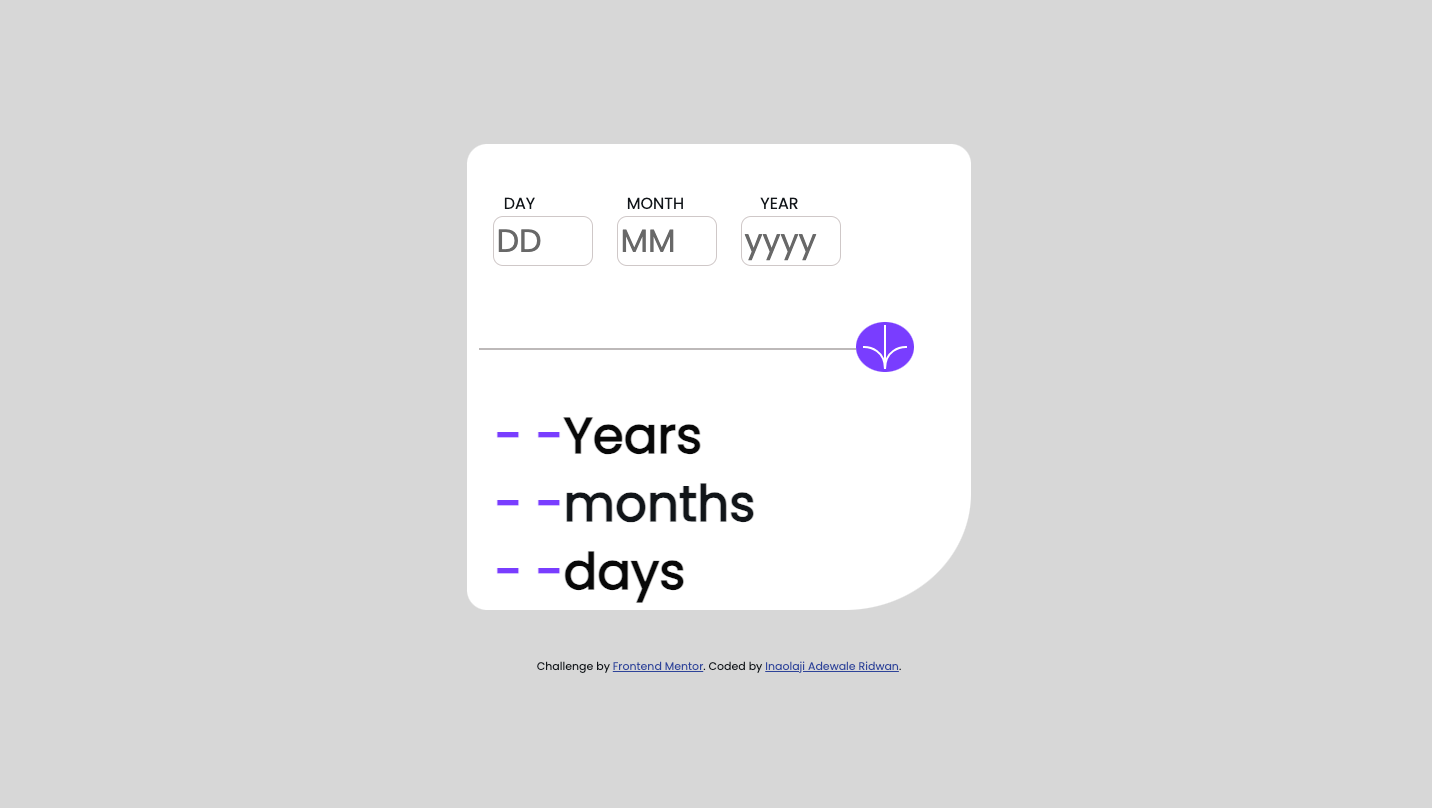 DAY MONTH YEAR
DD MM yyyy
- -Years
- -months
- -days
Challenge by Frontend Mentor. Coded by Inaolaji Adewale Ridwan.